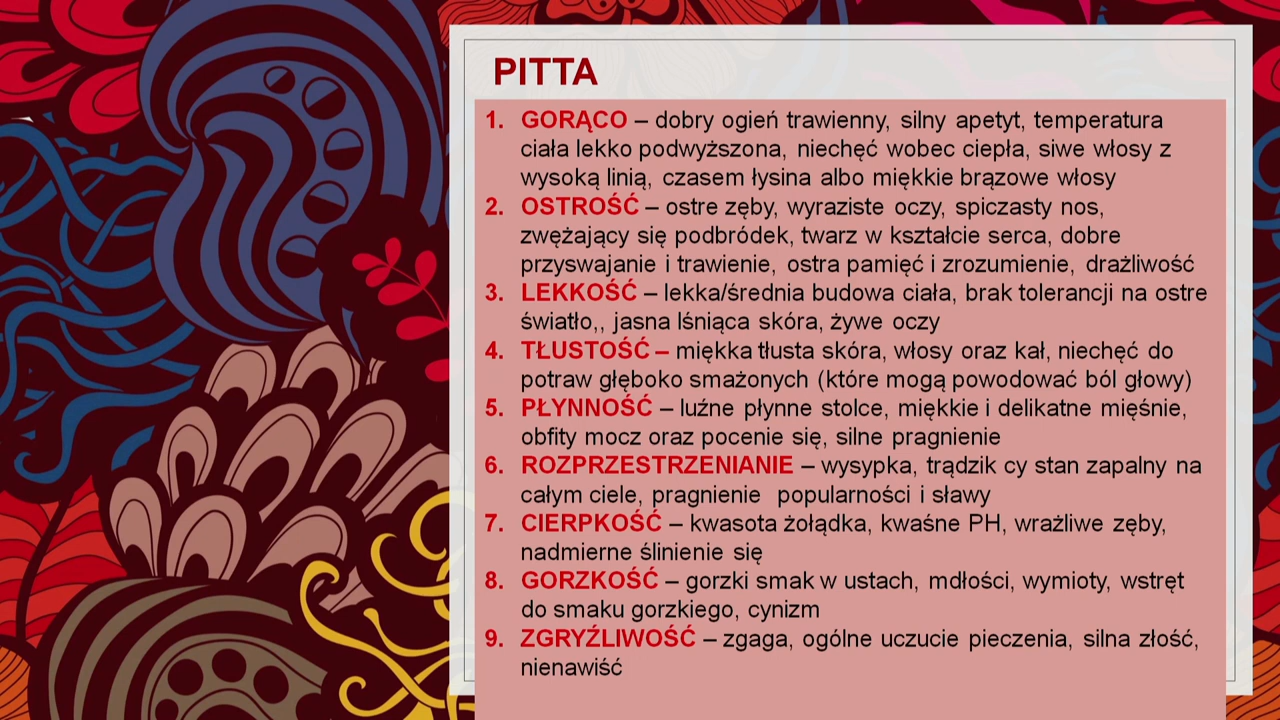 PITTA
1. GORĄCO – dobry ogień trawienny, silny apetyt, temperatura
ciała lekko podwyższona, niechęć wobec ciepła, siwe włosy z
wysoką linią, czasem łysina albo miękkie brązowe włosy
2. OSTROŚĆ – ostre zęby, wyraziste oczy, spiczasty nos,
zwężający się podbródek, twarz w kształcie serca, dobre
przyswajanie i trawienie, ostra pamięć i zrozumienie, drażliwość
3. LEKKOŚĆ – lekka/średnia budowa ciała, brak tolerancji na ostre
światło,, jasna lśniąca skóra, żywe oczy
4. TŁUSTOŚĆ – miękka tłusta skóra, włosy oraz kał, niechęć do
potraw głęboko smażonych (które mogą powodować ból głowy)
5. PŁYNNOŚĆ – luźne płynne stolce, miękkie i delikatne mięśnie,
obfity mocz oraz pocenie się, silne pragnienie
6. ROZPRZESTRZENIANIE – wysypka, trądzik cy stan zapalny na
całym ciele, pragnienie popularności i sławy
7. CIERPKOŚĆ – kwasota żołądka, kwaśne PH, wrażliwe zęby,
nadmierne ślinienie się
8. GORZKOŚĆ – gorzki smak w ustach, mdłości, wymioty, wstręt
do smaku gorzkiego, cynizm
9. ZGRYŹLIWOŚĆ – zgaga, ogólne uczucie pieczenia, silna złość,
nienawiść